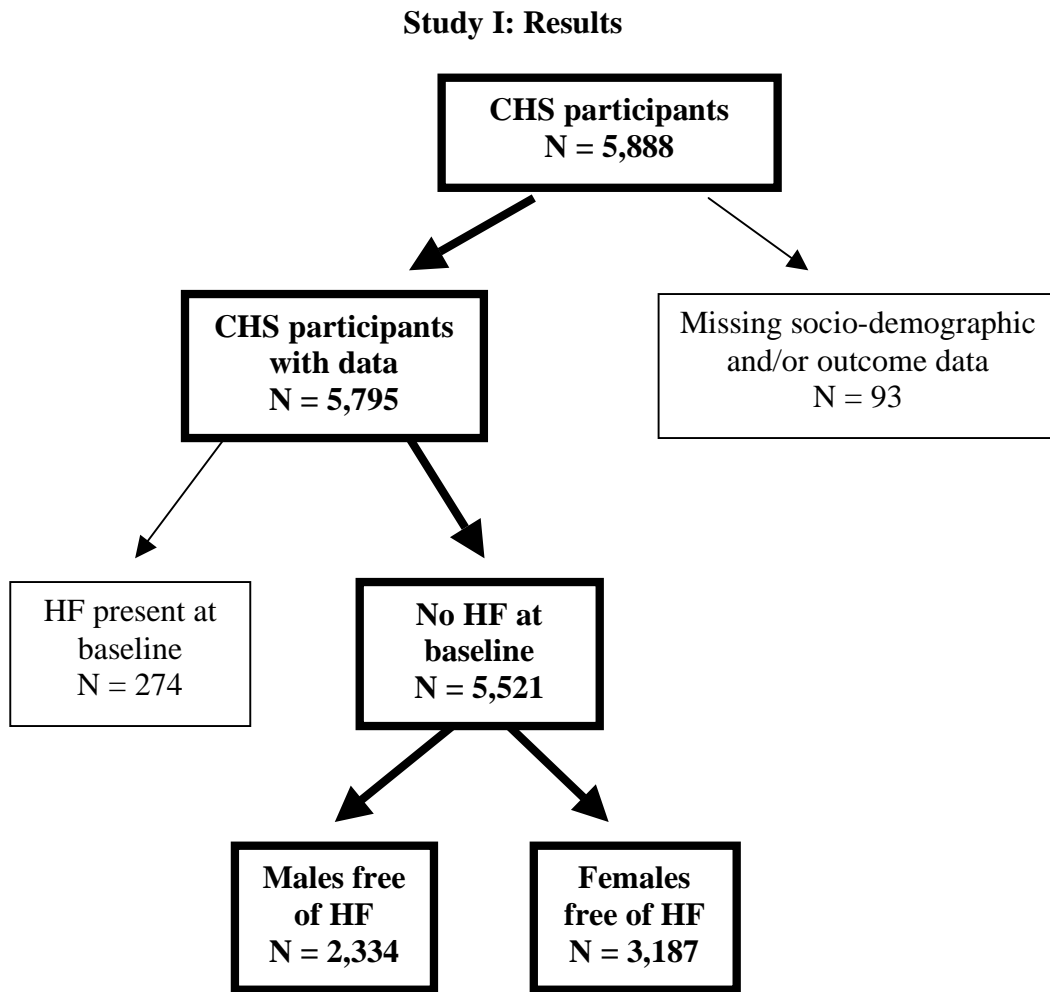 Study I: Results
CHS participants
N = 5,888
CHS participants
with data
N = 5,795
Missing socio-demographic
and/or outcome data
N = 93
HF present at
baseline
N = 274
No HF at
baseline
N = 5,521
Males free
of HF
N = 2,334
Females
free of HF
N = 3,187